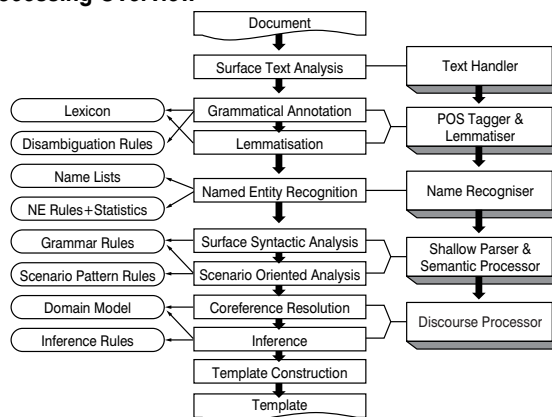 Document
Surface Text Analysis
Text Handler
Lexicon
Grammatical Annotation
POS Tagger &
Lemmatiser
Disambiguation Rules
Lemmatisation
Name Lists
Named Entity Recognition
Name Recogniser
NE Rules+Statistics
Grammar Rules
Surface Syntactic Analysis
Shallow Parser &
Semantic Processor
Scenario Pattern Rules
Scenario Oriented Analysis
Domain Model
Coreference Resolution
Discourse Processor
Inference Rules
Inference
Template Construction
Template